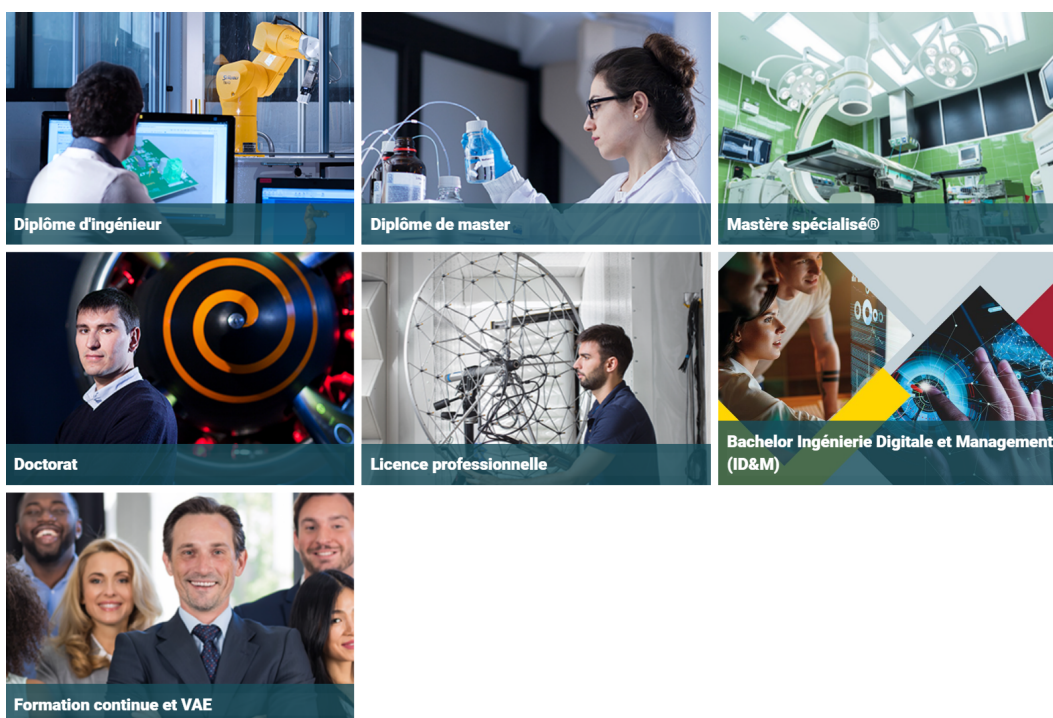 Diplôme d'ingénieur
Diplôme de master
Mastère spécialisé®
Doctorat
Licence professionnelle
Bachelor Ingénierie Digitale et Management
(ID&M)
Formation continue et VAE